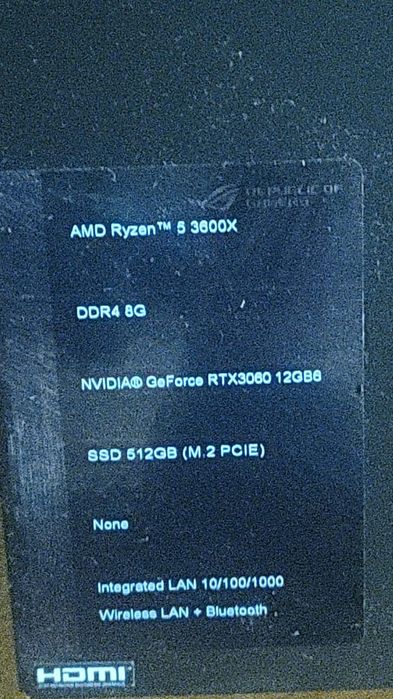 REPUBLIC OF
GAMERS
AMD Ryzen™ 5 3600X
DDR4 8G
NVIDIA® GeForce RTX3060 12GB6
SSD 512GB (M.2 PCIE)
None
Integrated LAN 10/100/1000
Wireless LAN + Bluetooth
HDMI